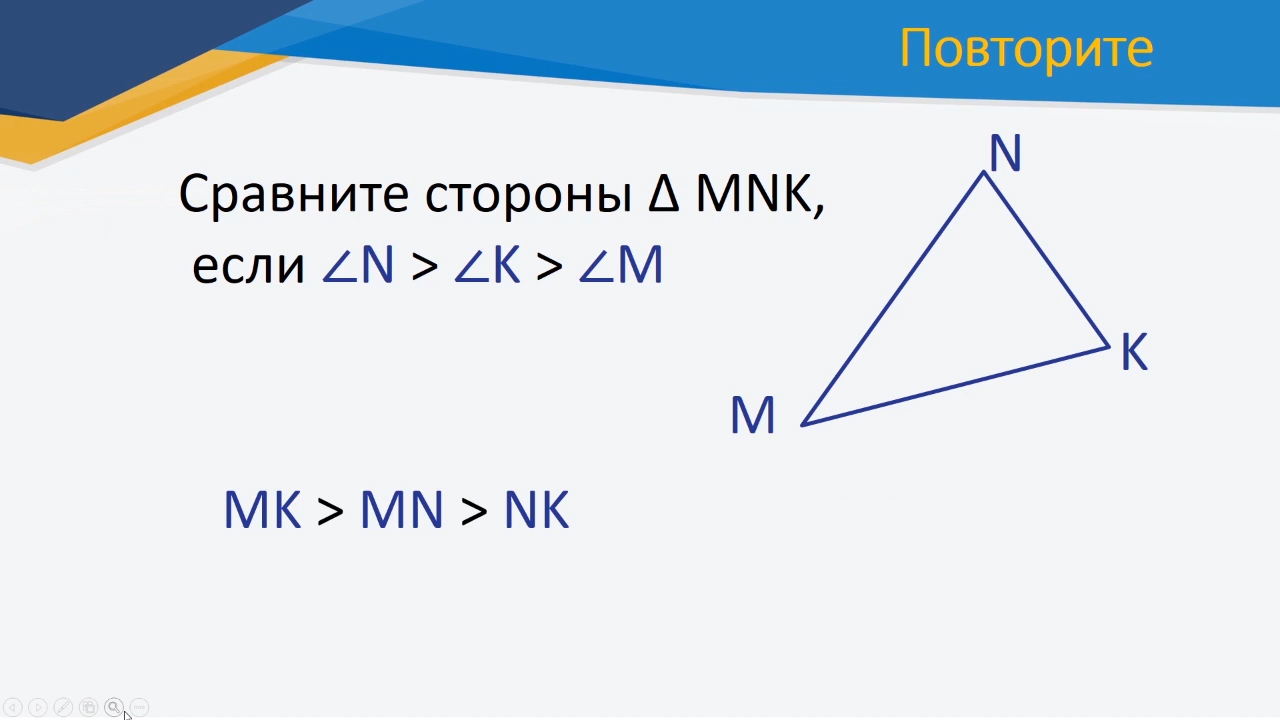 Повторите
Сравните стороны Δ MNK,
если ∠N > ∠K > ∠M
N
K
M
MK > MN > NK